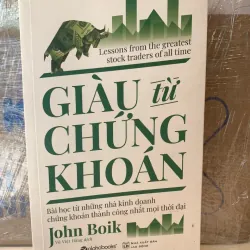 Lessons from the greatest
stock traders of all time
GIÀU từ
CHỨNG
KHOÁN
Bài học từ những nhà kinh doanh
chứng khoán thành công nhất mọi thời đại
John Boik
alphabooks